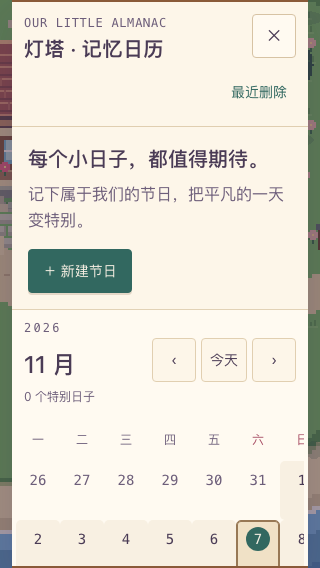 OUR LITTLE ALMANAC
灯塔 · 记忆日历
×
最近删除
每个小日子，都值得期待。
记下属于我们的节日，把平凡的一天
变特别。
+ 新建节日
2026
11 月
‹ 今天 ›
0 个特别日子
一 二 三 四 五 六 日
26 27 28 29 30 31 1
2 3 4 5 6 7 8